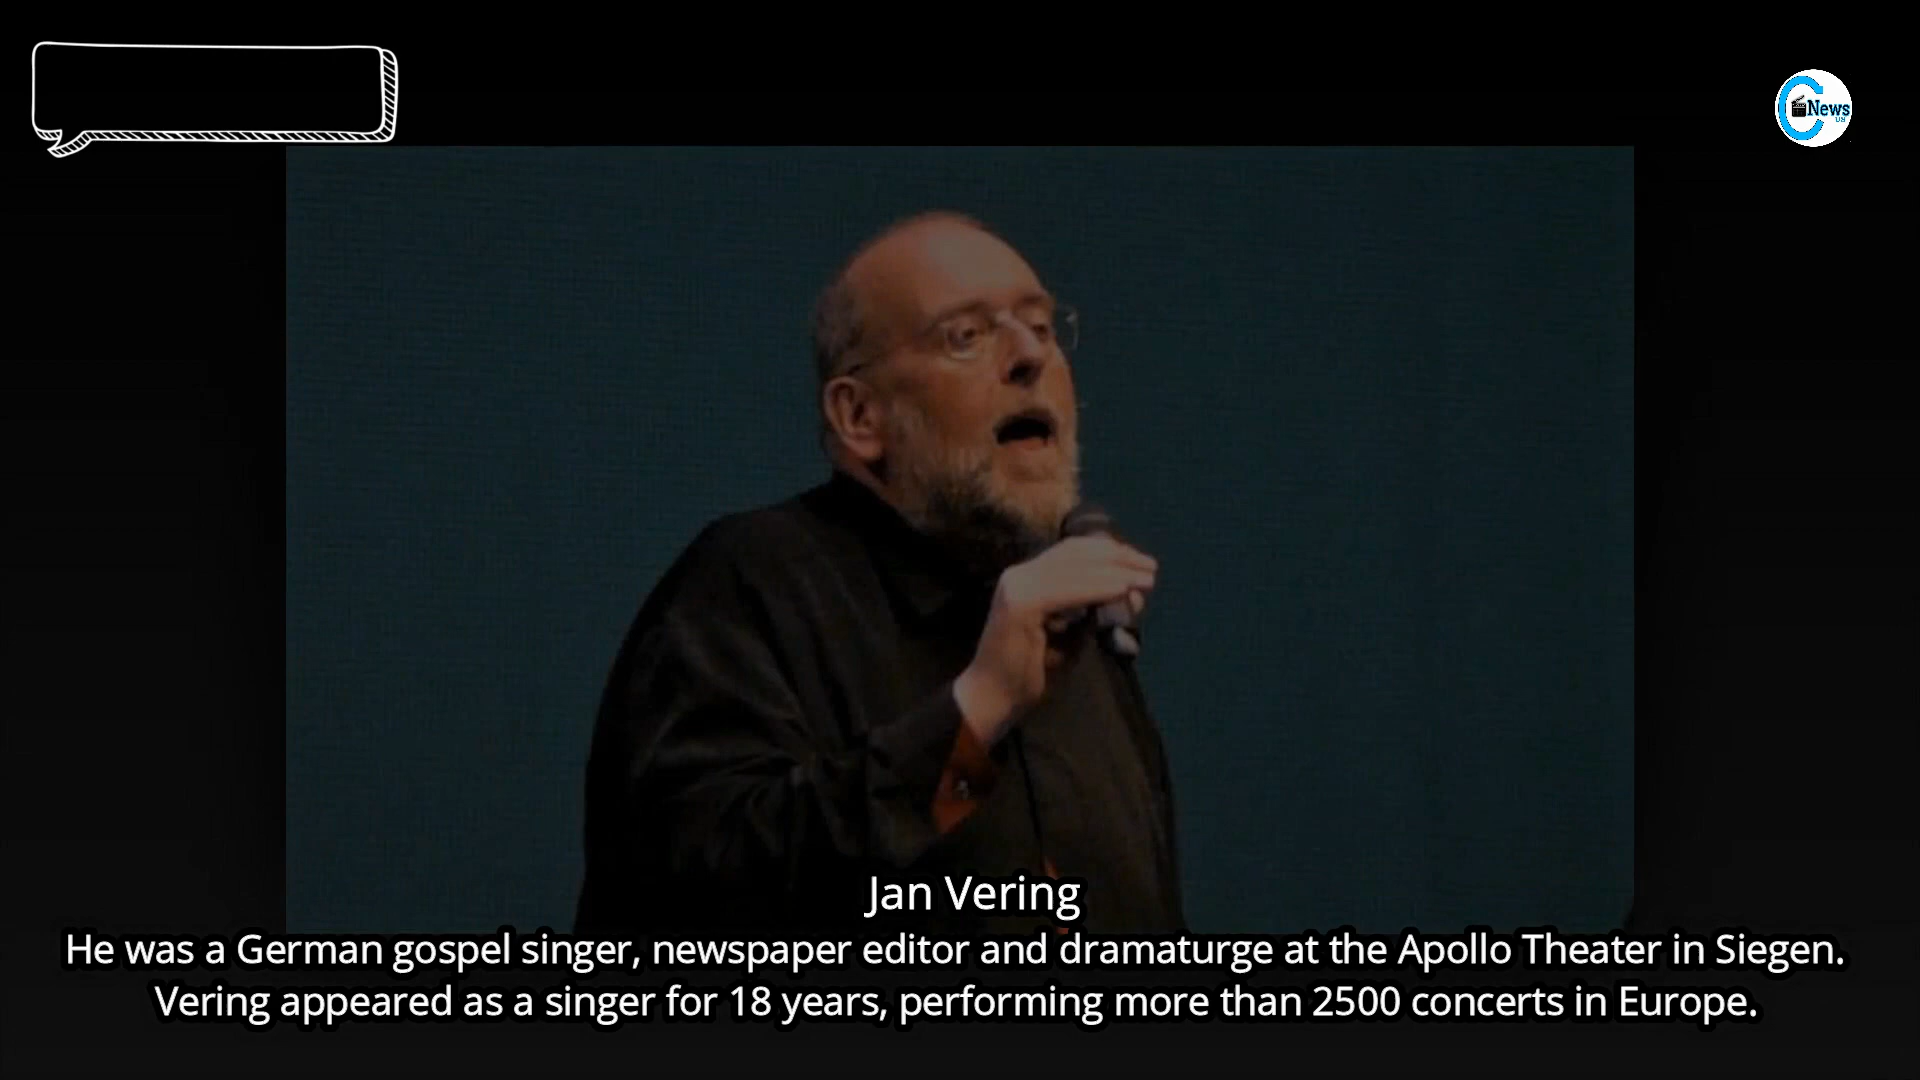 News
US
Jan Vering
He was a German gospel singer, newspaper editor and dramaturge at the Apollo Theater in Siegen.
Vering appeared as a singer for 18 years, performing more than 2500 concerts in Europe.